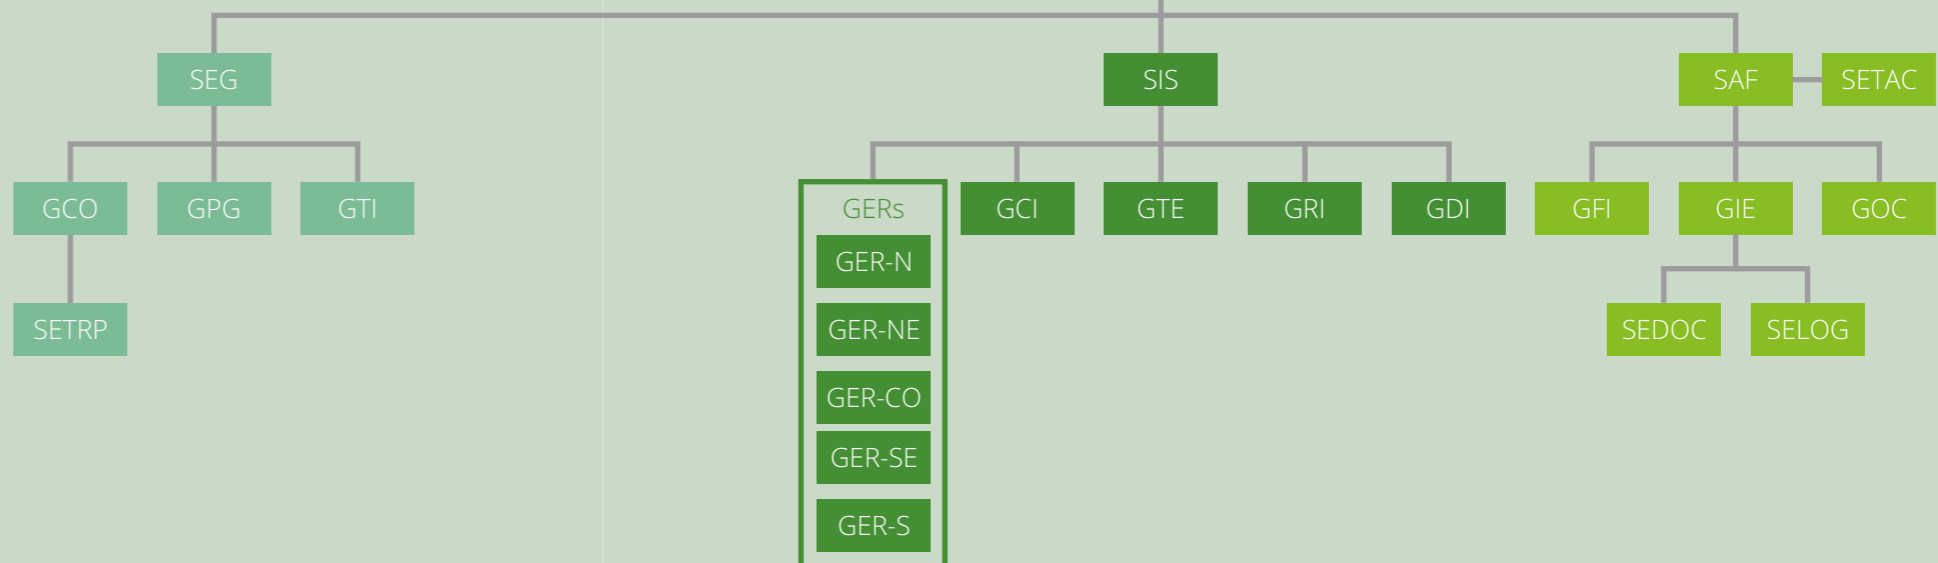 SEG
SIS
SAF
SETAC
GCO
GPG
GTI
GERs
GCI
GTE
GRI
GDI
GFI
GIE
GOC
GER-N
SETRP
GER-NE
SEDOC
SELOG
GER-CO
GER-SE
GER-S